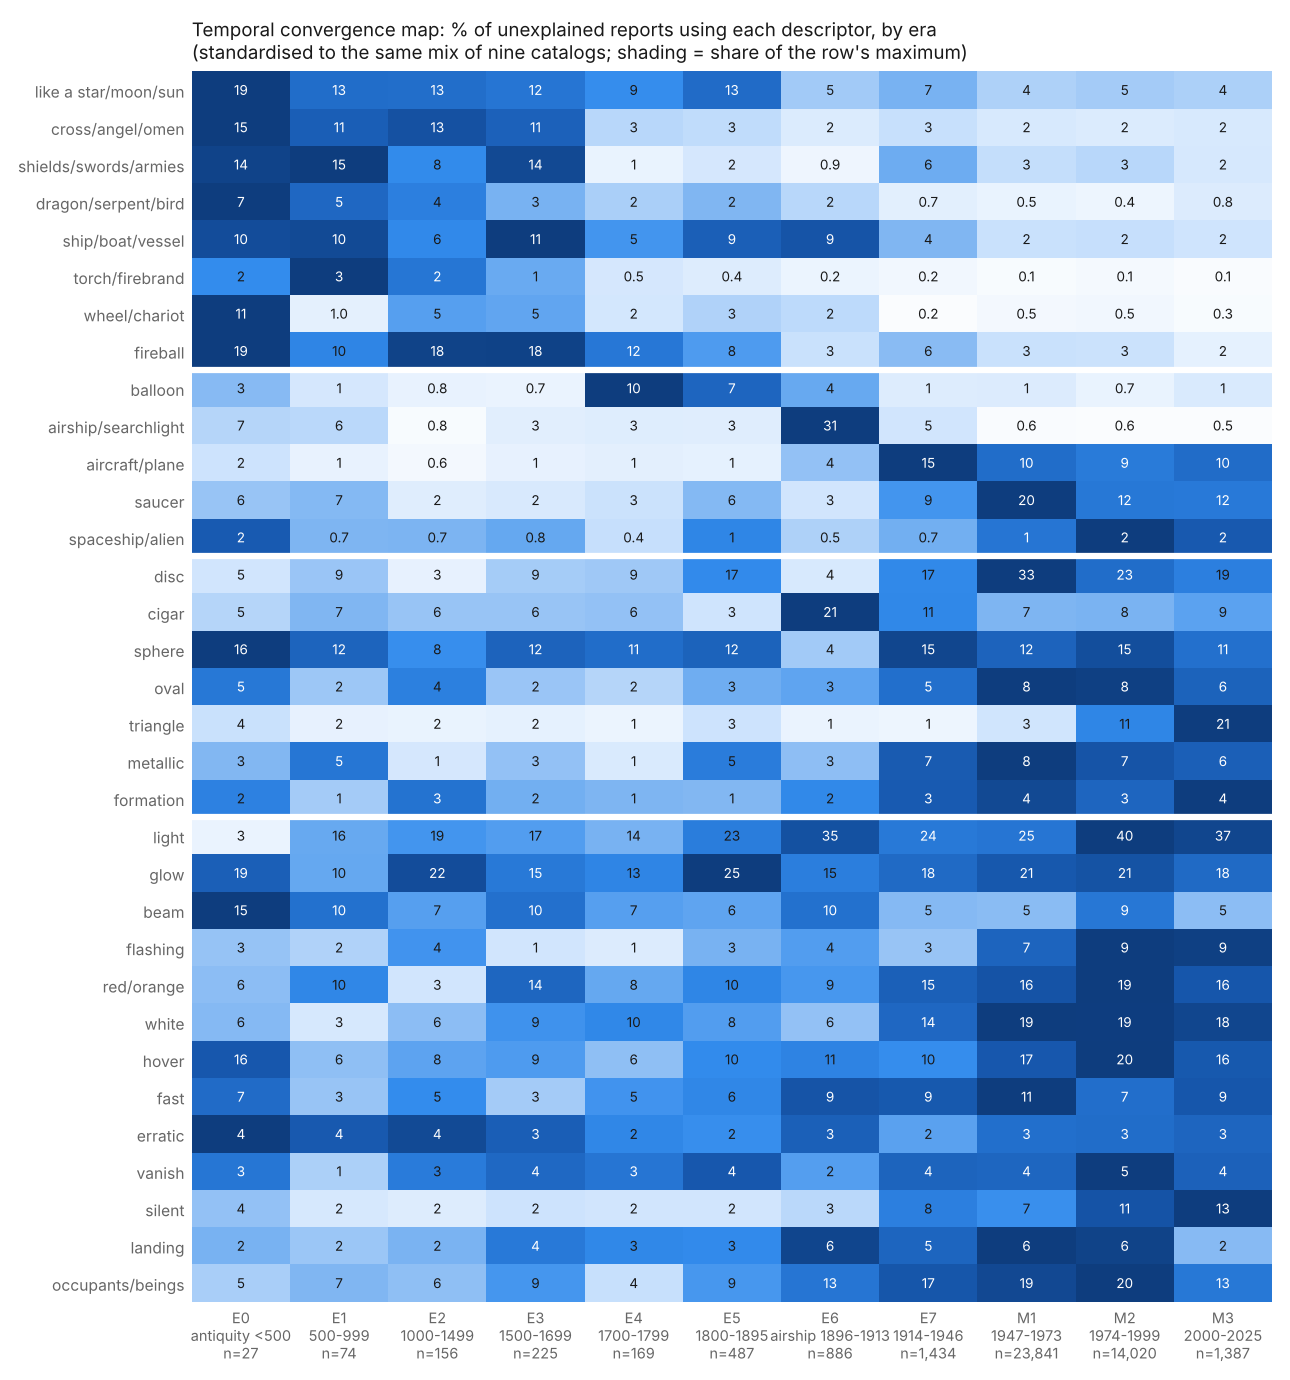 Temporal convergence map: % of unexplained reports using each descriptor, by era
(standardised to the same mix of nine catalogs; shading = share of the row's maximum)
like a star/moon/sun 19 13 13 12 9 13 5 7 4 5 4
cross/angel/omen 15 11 13 11 3 3 2 3 2 2 2
shields/swords/armies 14 15 8 14 1 2 0.9 6 3 3 2
dragon/serpent/bird 7 5 4 3 2 2 2 0.7 0.5 0.4 0.8
ship/boat/vessel 10 10 6 11 5 9 9 4 2 2 2
torch/firebrand 2 3 2 1 0.5 0.4 0.2 0.2 0.1 0.1 0.1
wheel/chariot 11 1.0 5 5 2 3 2 0.2 0.5 0.5 0.3
fireball 19 10 18 18 12 8 3 6 3 3 2
balloon 3 1 0.8 0.7 10 7 4 1 1 0.7 1
airship/searchlight 7 6 0.8 3 3 3 31 5 0.6 0.6 0.5
aircraft/plane 2 1 0.6 1 1 1 4 15 10 9 10
saucer 6 7 2 2 3 6 3 9 20 12 12
spaceship/alien 2 0.7 0.7 0.8 0.4 1 0.5 0.7 1 2 2
disc 5 9 3 9 9 17 4 17 33 23 19
cigar 5 7 6 6 6 3 21 11 7 8 9
sphere 16 12 8 12 11 12 4 15 12 15 11
oval 5 2 4 2 2 3 3 5 8 8 6
triangle 4 2 2 2 1 3 1 1 3 11 21
metallic 3 5 1 3 1 5 3 7 8 7 6
formation 2 1 3 2 1 1 2 3 4 3 4
light 3 16 19 17 14 23 35 24 25 40 37
glow 19 10 22 15 13 25 15 18 21 21 18
beam 15 10 7 10 7 6 10 5 5 9 5
flashing 3 2 4 1 1 3 4 3 7 9 9
red/orange 6 10 3 14 8 10 9 15 16 19 16
white 6 3 6 9 10 8 6 14 19 19 18
hover 16 6 8 9 6 10 11 10 17 20 16
fast 7 3 5 3 5 6 9 9 11 7 9
erratic 4 4 4 3 2 2 3 2 3 3 3
vanish 3 1 3 4 3 4 2 4 4 5 4
silent 4 2 2 2 2 2 3 8 7 11 13
landing 2 2 2 4 3 3 6 5 6 6 2
occupants/beings 5 7 6 9 4 9 13 17 19 20 13
E0 E1 E2 E3 E4 E5 E6 E7 M1 M2 M3
antiquity <500 500-999 1000-1499 1500-1699 1700-1799 1800-1895 airship 1896-1913 1914-1946 1947-1973 1974-1999 2000-2025
n=27 n=74 n=156 n=225 n=169 n=487 n=886 n=1,434 n=23,841 n=14,020 n=1,387